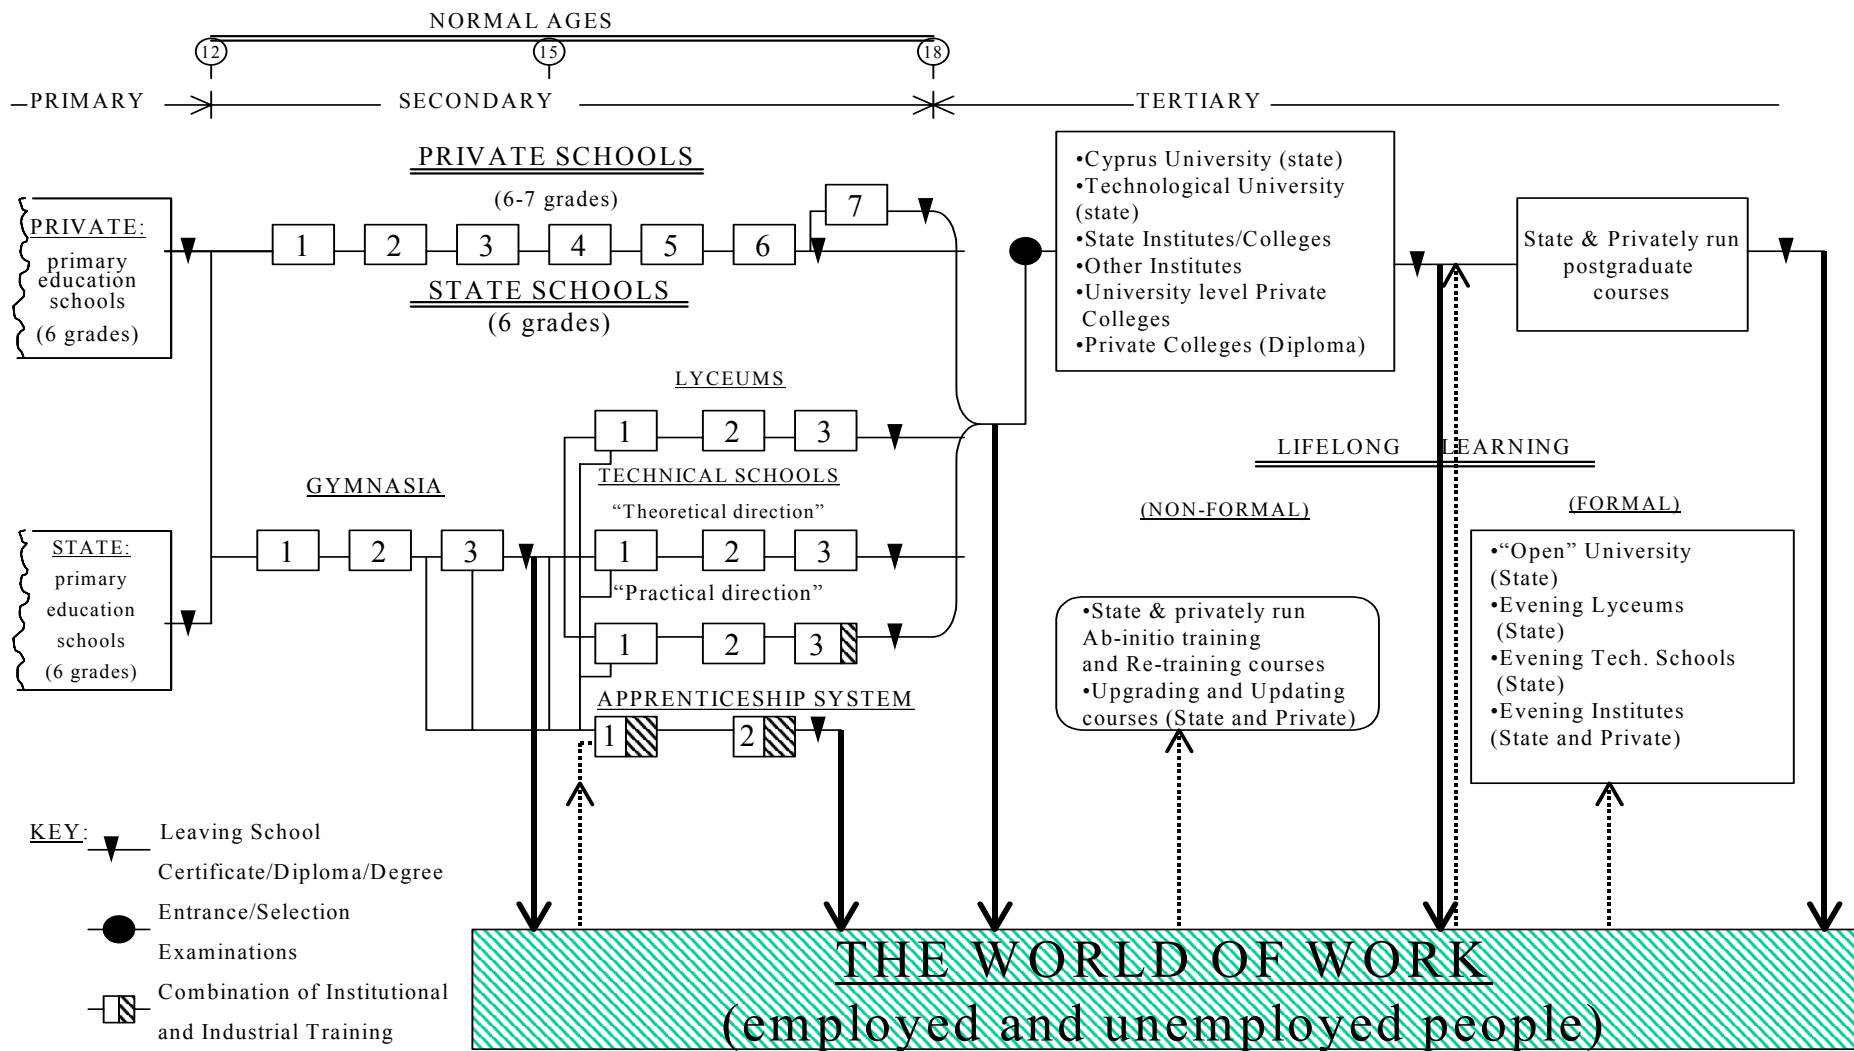 NORMAL AGES
12
15
18
PRIMARY
SECONDARY
TERTIARY
PRIVATE SCHOOLS
(6-7 grades)
PRIVATE:
primary
education
schools
(6 grades)
1
2
3
4
5
6
7
STATE SCHOOLS
(6 grades)
•Cyprus University (state)
•Technological University
(state)
•State Institutes/Colleges
•Other Institutes
•University level Private
Colleges
•Private Colleges (Diploma)
State & Privately run
postgraduate
courses
LYCEUMS
1
2
3
GYMNASIA
TECHNICAL SCHOOLS
“Theoretical direction”
STATE:
primary
education
schools
(6 grades)
1
2
3
1
2
3
“Practical direction”
1
2
3
APPRENTICESHIP SYSTEM
1
2
LIFELONG LEARNING
(NON-FORMAL)
(FORMAL)
•State & privately run
Ab-initio training
and Re-training courses
•Upgrading and Updating
courses (State and Private)
•“Open” University
(State)
•Evening Lyceums
(State)
•Evening Tech. Schools
(State)
•Evening Institutes
(State and Private)
KEY:
Leaving School
Certificate/Diploma/Degree
Entrance/Selection
Examinations
Combination of Institutional
and Industrial Training
THE WORLD OF WORK
(employed and unemployed people)